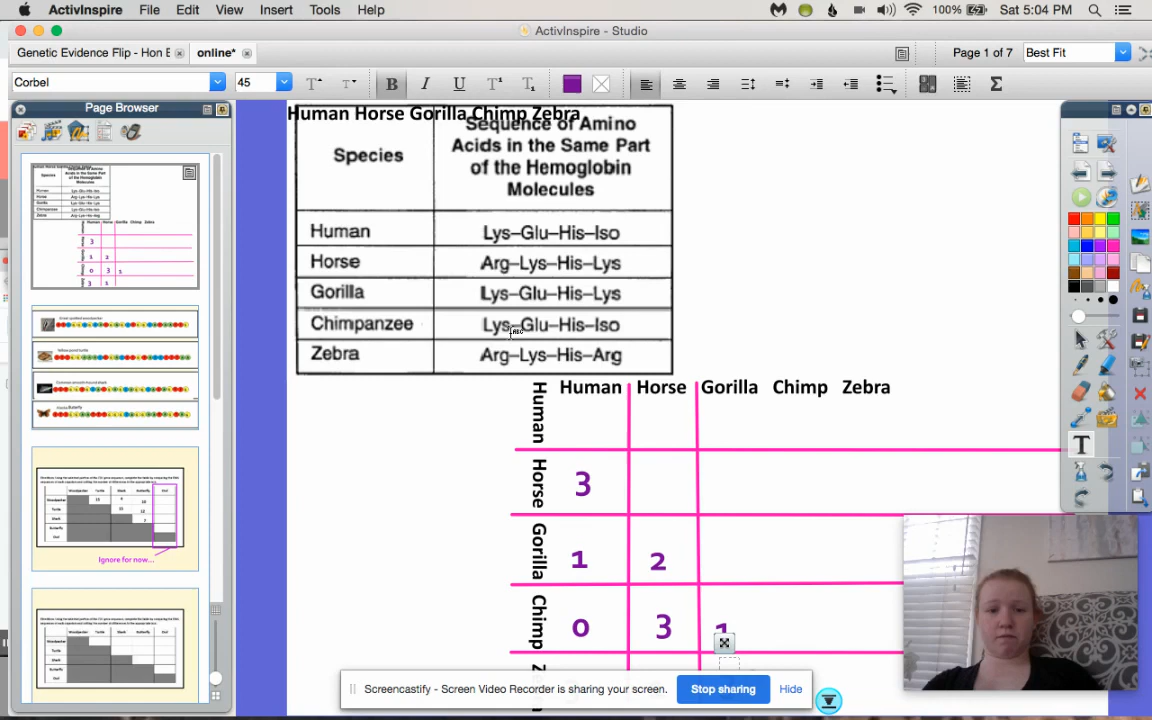 ActivInspire File Edit View Insert Tools Help 100% Sat 5:04 PM
ActivInspire - Studio
Genetic Evidence Flip - Hon E online* Page 1 of 7 Best Fit
Corbel 45 B I U T T
Page Browser
Human Horse Gorilla Chimp Zebra
Species
Sequence of Amino
Acids in the Same Part
of the Hemoglobin
Molecules
Human Lys–Glu–His–Iso
Horse Arg–Lys–His–Lys
Gorilla Lys–Glu–His–Lys
Chimpanzee Lys–Glu–His–Iso
Zebra Arg–Lys–His–Arg
Human Horse Gorilla Chimp Zebra
Human
Horse 3
Gorilla 1 2
Chimp 0 3 1
Ignore for now...
Screencastify - Screen Video Recorder is sharing your screen. Stop sharing Hide